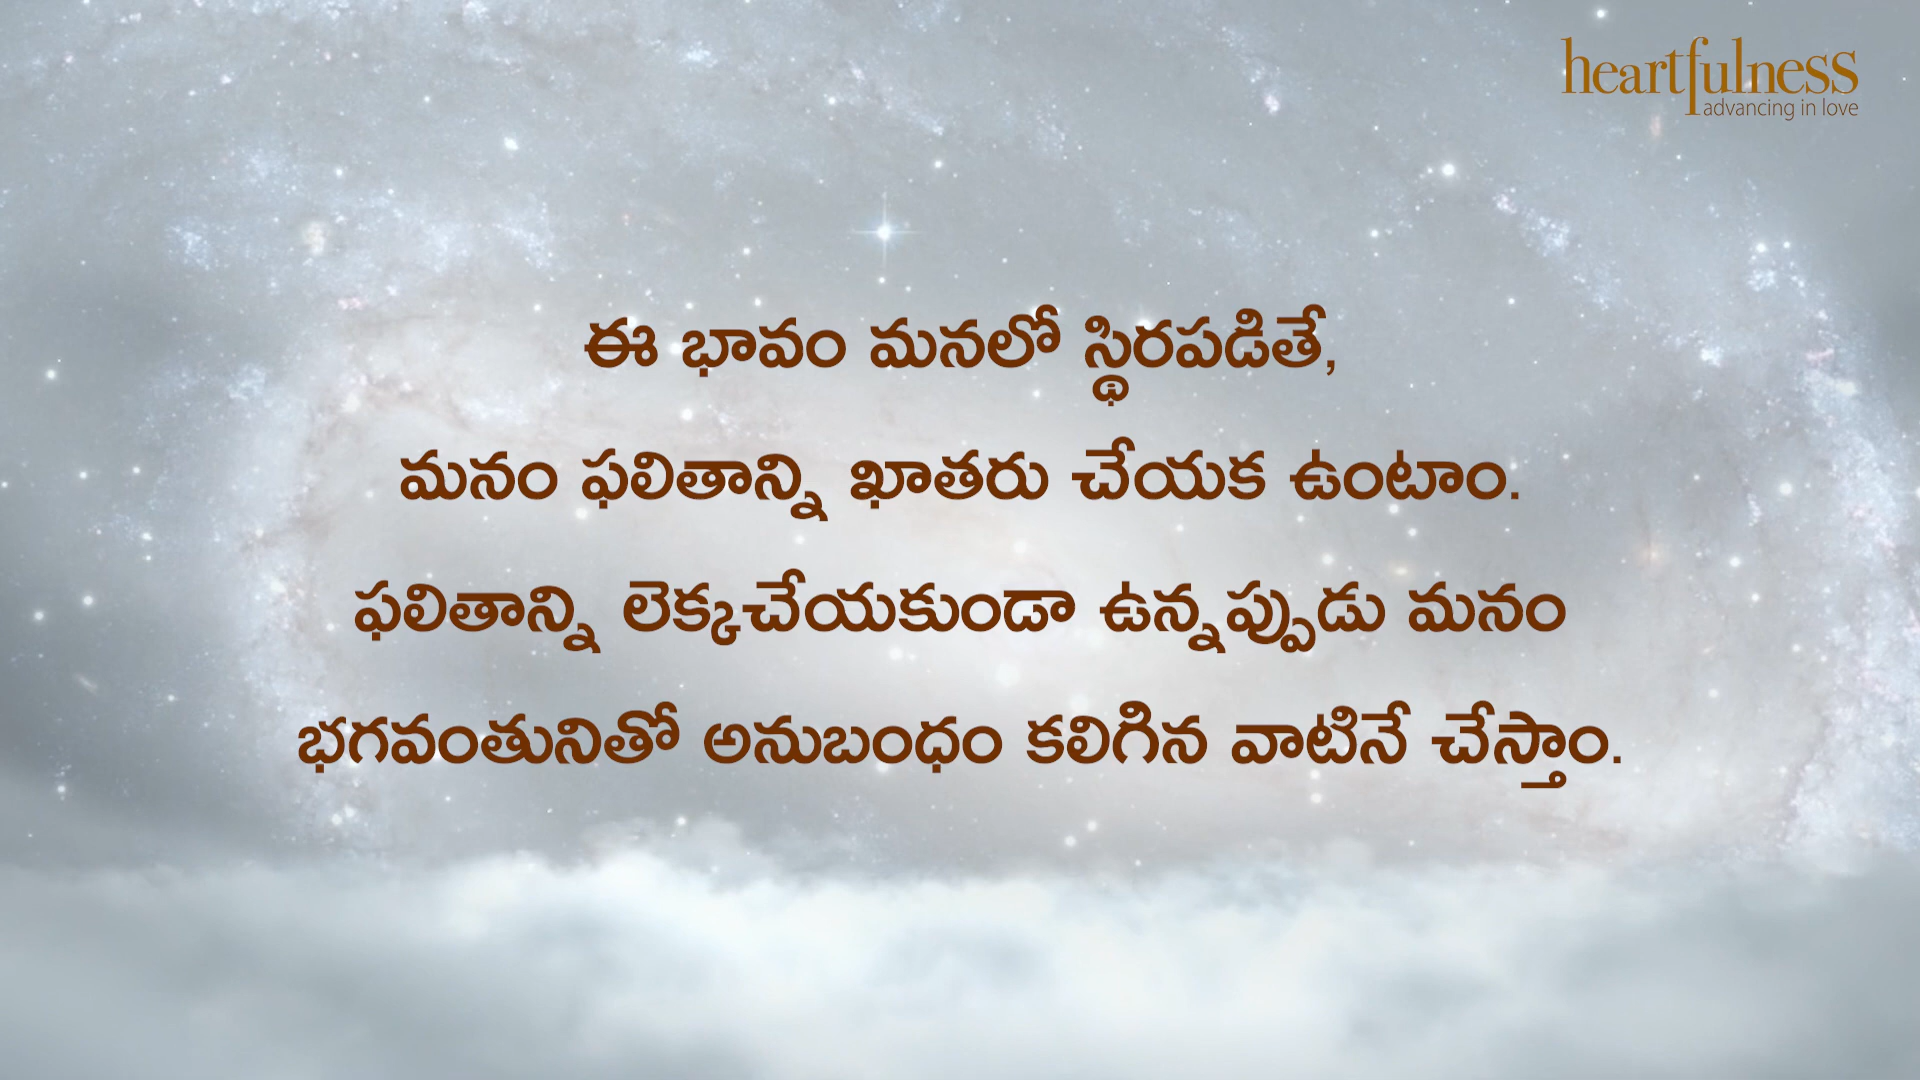 heartfulness
advancing in love
ఈ భావం మనలో స్థిరపడితే,
మనం ఫలితాన్ని ఖాతరు చేయక ఉంటాం.
ఫలితాన్ని లెక్కచేయకుండా ఉన్నప్పుడు మనం
భగవంతునితో అనుబంధం కలిగిన వాటినే చేస్తాం.